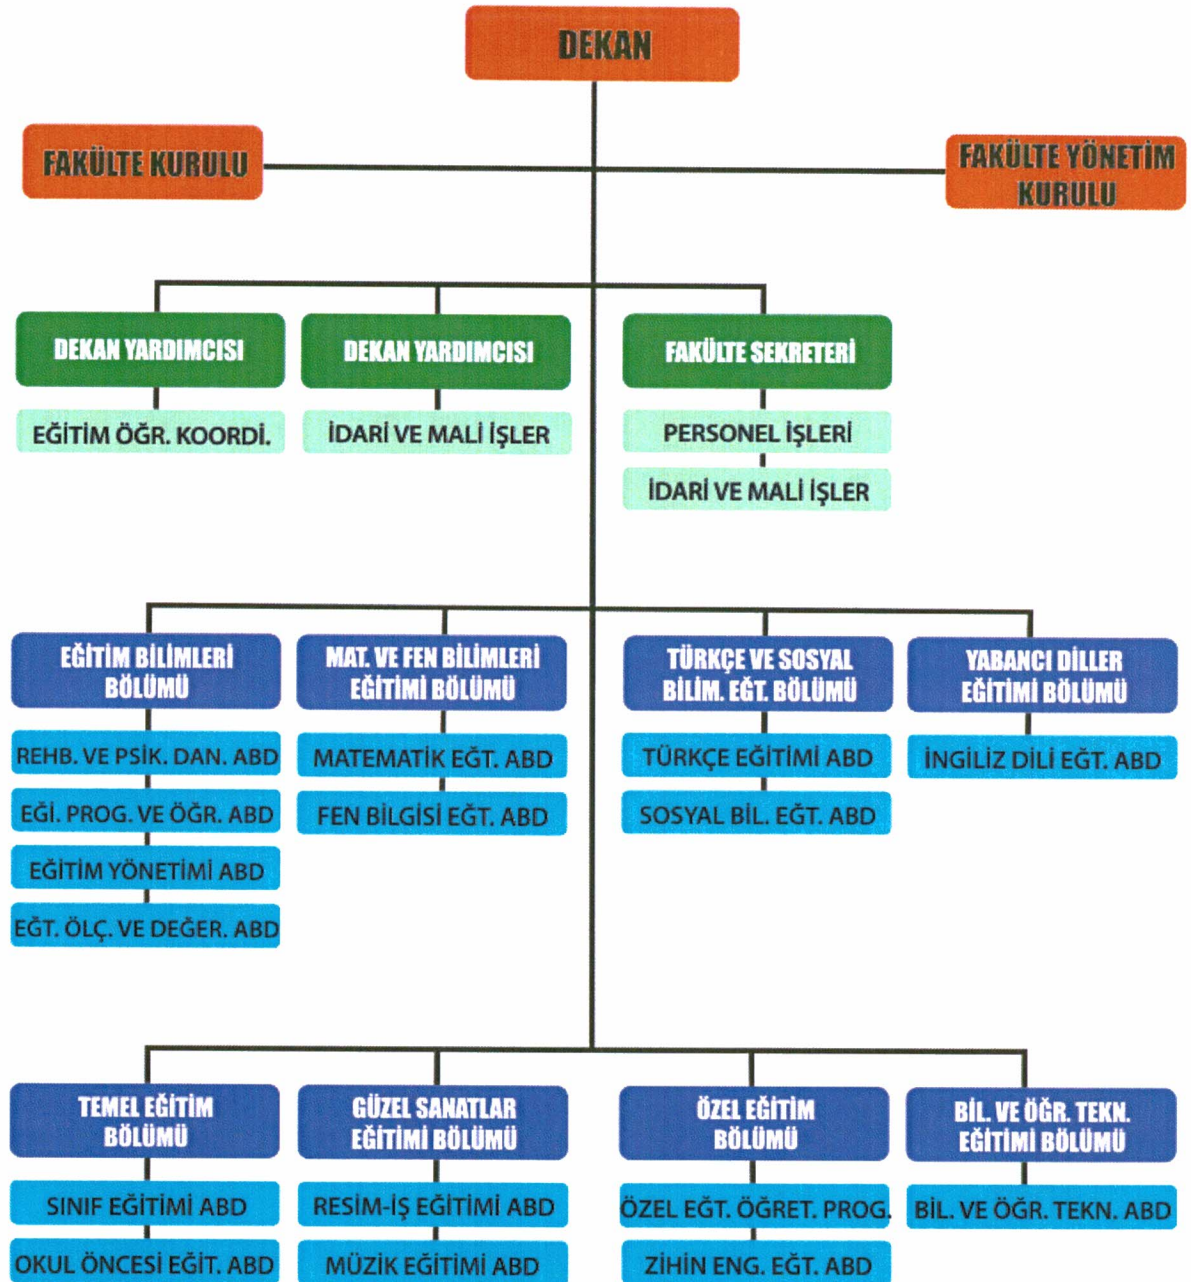 DEKAN
FAKÜLTE KURULU
FAKÜLTE YÖNETİM
KURULU
DEKAN YARDIMCISI
DEKAN YARDIMCISI
FAKÜLTE SEKRETERİ
EĞİTİM ÖĞR. KOORDİ.
İDARİ VE MALİ İŞLER
PERSONEL İŞLERİ
İDARİ VE MALİ İŞLER
EĞİTİM BİLİMLERİ
BÖLÜMÜ
MAT. VE FEN BİLİMLERİ
EĞİTİMİ BÖLÜMÜ
TÜRKÇE VE SOSYAL
BİLİM. EĞT. BÖLÜMÜ
YABANCI DİLLER
EĞİTİMİ BÖLÜMÜ
REHB. VE PSİK. DAN. ABD
MATEMATİK EĞT. ABD
TÜRKÇE EĞİTİMİ ABD
İNGİLİZ DİLİ EĞT. ABD
EĞİ. PROG. VE ÖĞR. ABD
FEN BİLGİSİ EĞT. ABD
SOSYAL BİL. EĞT. ABD
EĞİTİM YÖNETİMİ ABD
EĞT. ÖLÇ. VE DEĞER. ABD
TEMEL EĞİTİM
BÖLÜMÜ
GÜZEL SANATLAR
EĞİTİMİ BÖLÜMÜ
ÖZEL EĞİTİM
BÖLÜMÜ
BİL. VE ÖĞR. TEKN.
EĞİTİMİ BÖLÜMÜ
SINIF EĞİTİMİ ABD
RESİM-İŞ EĞİTİMİ ABD
ÖZEL EĞT. ÖĞRET. PROG.
BİL. VE ÖĞR. TEKN. ABD
OKUL ÖNCESİ EĞİT. ABD
MÜZİK EĞİTİMİ ABD
ZİHİN ENG. EĞT. ABD